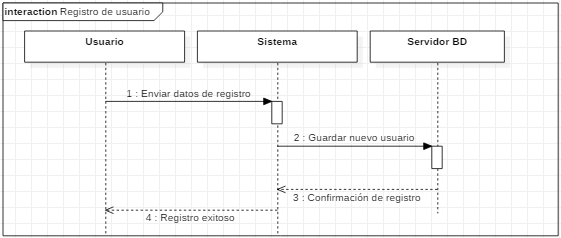 interaction Registro de usuario
Usuario
Sistema
Servidor BD
1 : Enviar datos de registro
2 : Guardar nuevo usuario
3 : Confirmación de registro
4 : Registro exitoso